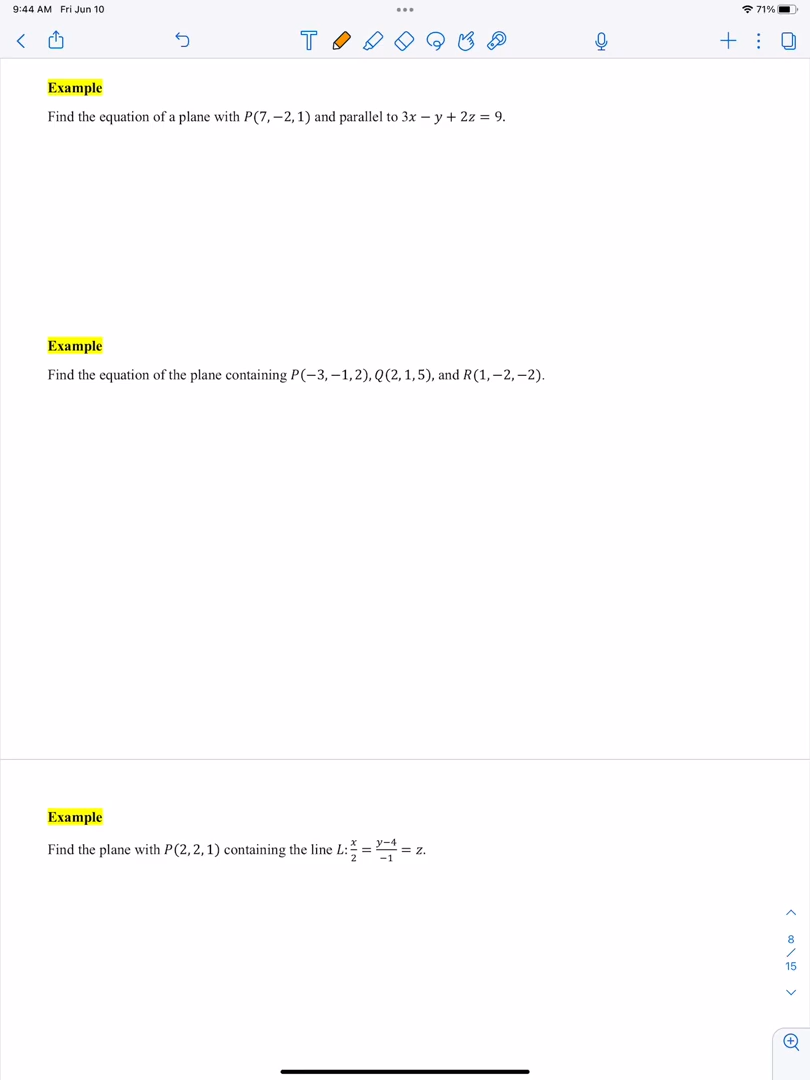 9:44 AM Fri Jun 10
71%
Example
Find the equation of a plane with P(7, −2, 1) and parallel to 3x − y + 2z = 9.
Example
Find the equation of the plane containing P(−3, −1, 2), Q(2, 1, 5), and R(1, −2, −2).
Example
Find the plane with P(2, 2, 1) containing the line L: x/2 = (y−4)/−1 = z.
8
/
15